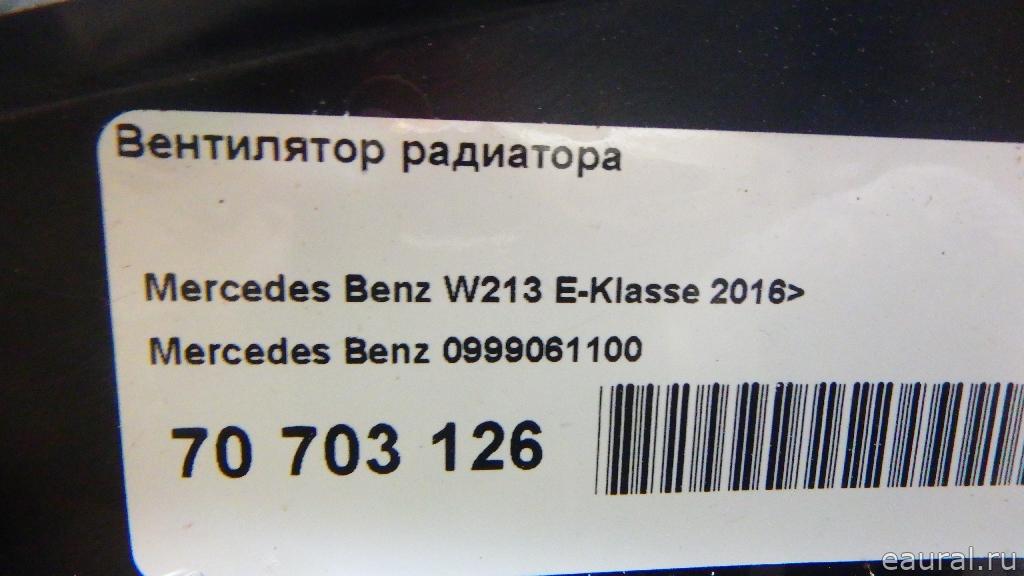 Вентилятор радиатора
Mercedes Benz W213 E-Klasse 2016>
Mercedes Benz 0999061100
70 703 126
eaural.ru